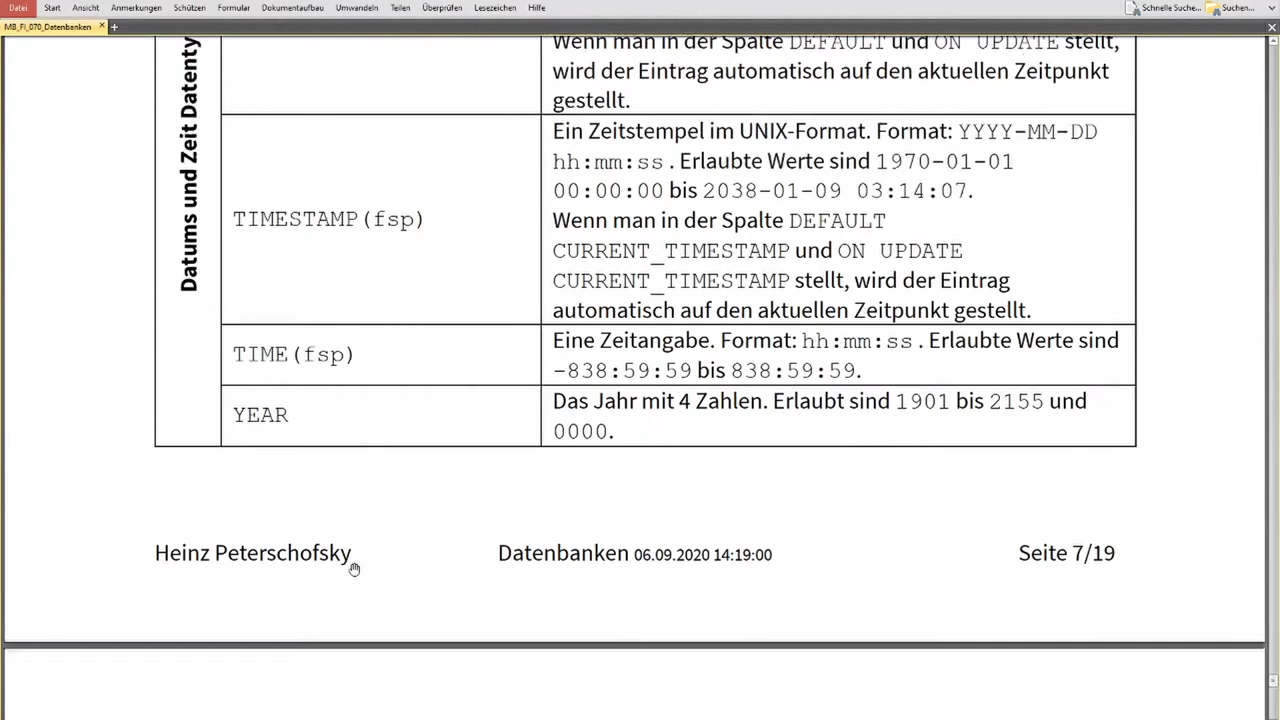 Datei Start Ansicht Anmerkungen Schützen Formular Dokumentaufbau Umwandeln Teilen Überprüfen Lesezeichen Hilfe Schnelle Suche... Suchen...
MB_FI_070_Datenbanken
Datums und Zeit Datenty
Wenn man in der Spalte DEFAULT und ON UPDATE stellt,
wird der Eintrag automatisch auf den aktuellen Zeitpunkt
gestellt.
TIMESTAMP(fsp)
Ein Zeitstempel im UNIX-Format. Format: YYYY-MM-DD
hh:mm:ss. Erlaubte Werte sind 1970-01-01
00:00:00 bis 2038-01-09 03:14:07.
Wenn man in der Spalte DEFAULT
CURRENT_TIMESTAMP und ON UPDATE
CURRENT_TIMESTAMP stellt, wird der Eintrag
automatisch auf den aktuellen Zeitpunkt gestellt.
TIME(fsp)
Eine Zeitangabe. Format: hh:mm:ss. Erlaubte Werte sind
-838:59:59 bis 838:59:59.
YEAR
Das Jahr mit 4 Zahlen. Erlaubt sind 1901 bis 2155 und
0000.
Heinz Peterschofsky Datenbanken 06.09.2020 14:19:00 Seite 7/19